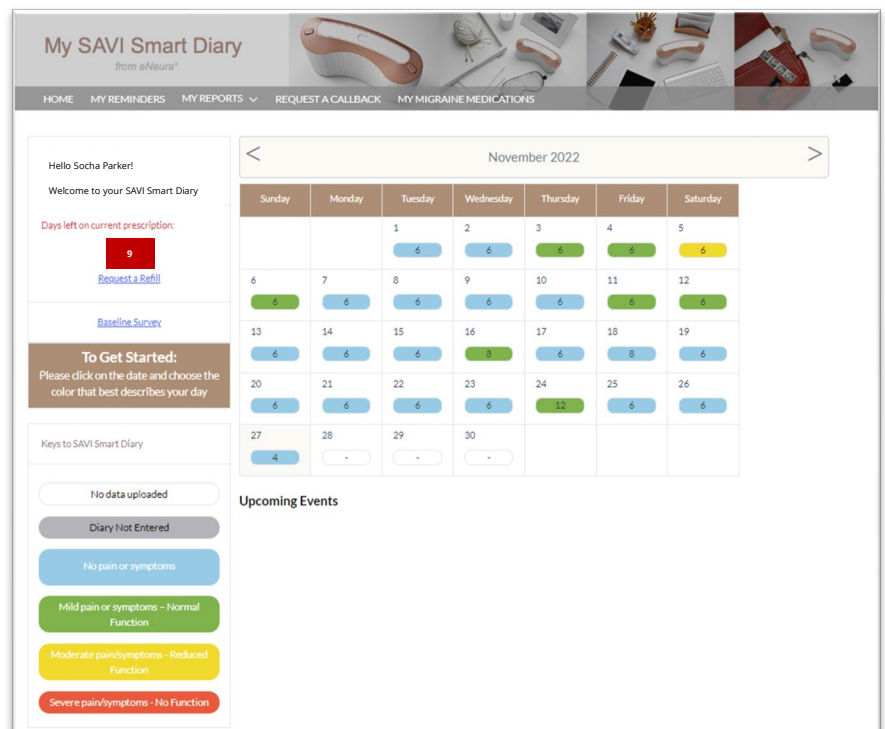 My SAVI Smart Diary
from eNeura®
HOME MY REMINDERS MY REPORTS REQUEST A CALLBACK MY MIGRAINE MEDICATIONS
Hello Socha Parker!
Welcome to your SAVI Smart Diary
Days left on current prescription:
9
Request a Refill
Baseline Survey
To Get Started:
Please click on the date and choose the
color that best describes your day
Keys to SAVI Smart Diary
No data uploaded
Diary Not Entered
No pain or symptoms
Mild pain or symptoms – Normal
Function
Moderate pain/symptoms - Reduced
Function
Severe pain/symptoms - No Function
< November 2022 >
Sunday Monday Tuesday Wednesday Thursday Friday Saturday
1 2 3 4 5
6 6 6 6 6
6 7 8 9 10 11 12
6 6 6 6 6 6 6
13 14 15 16 17 18 19
6 6 6 8 6 8 6
20 21 22 23 24 25 26
6 6 6 6 12 6 6
27 28 29 30
4 - - -
Upcoming Events